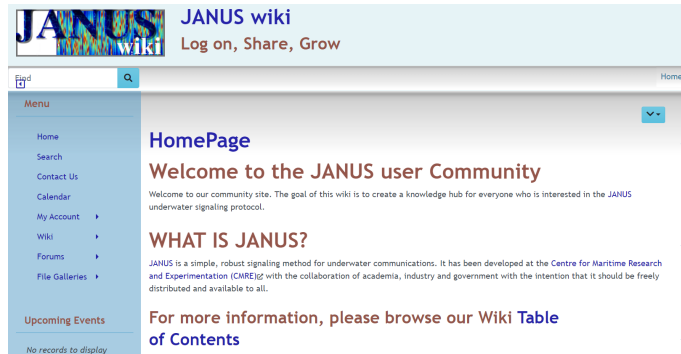 JANUS wiki
JANUS wiki
Log on, Share, Grow
Find
Home
Menu
Home
Search
Contact Us
Calendar
My Account
Wiki
Forums
File Galleries
Upcoming Events
No records to display
HomePage
Welcome to the JANUS user Community
Welcome to our community site. The goal of this wiki is to create a knowledge hub for everyone who is interested in the JANUS
underwater signaling protocol.
WHAT IS JANUS?
JANUS is a simple, robust signaling method for underwater communications. It has been developed at the Centre for Maritime Research
and Experimentation (CMRE) with the collaboration of academia, industry and government with the intention that it should be freely
distributed and available to all.
For more information, please browse our Wiki Table
of Contents